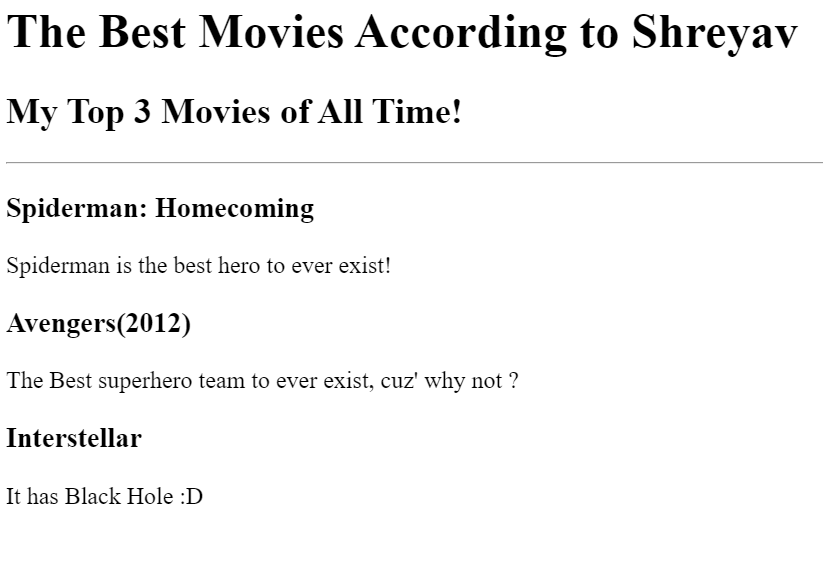 The Best Movies According to Shreyav
My Top 3 Movies of All Time!
Spiderman: Homecoming
Spiderman is the best hero to ever exist!
Avengers(2012)
The Best superhero team to ever exist, cuz' why not ?
Interstellar
It has Black Hole :D